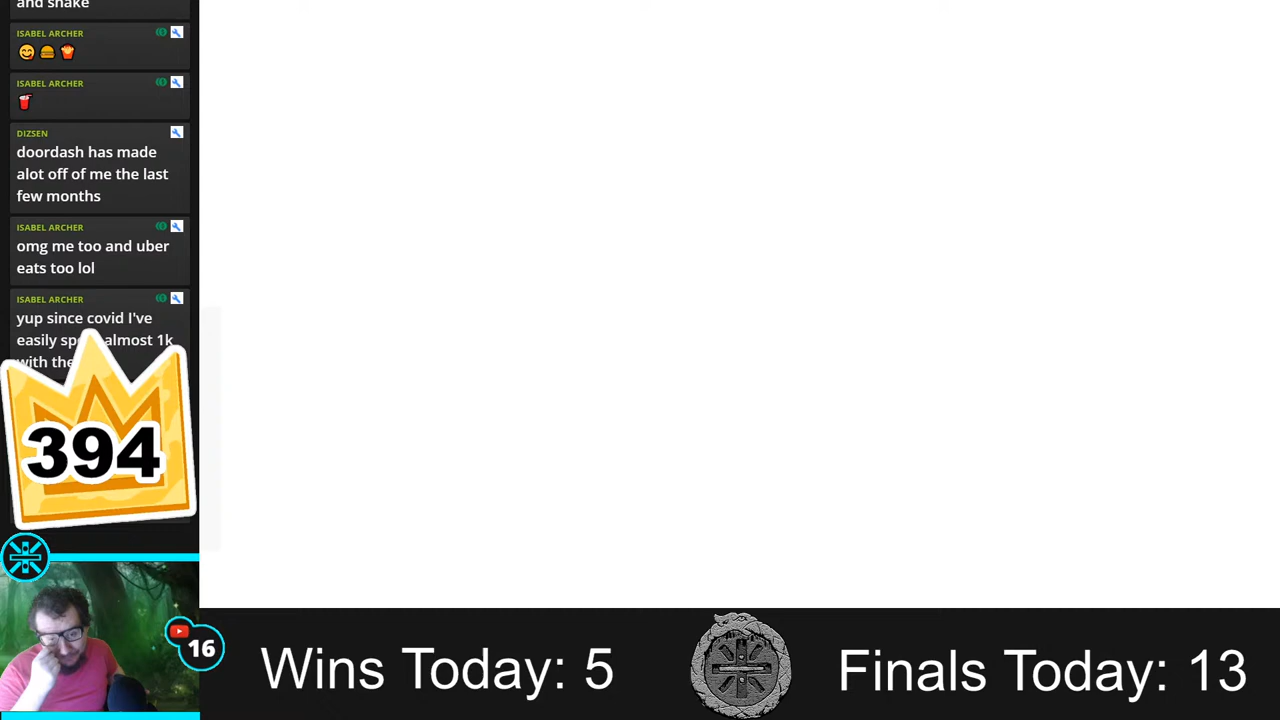 and shake
ISABEL ARCHER
ISABEL ARCHER
DIZSEN
doordash has made
alot off of me the last
few months
ISABEL ARCHER
omg me too and uber
eats too lol
ISABEL ARCHER
yup since covid I've
easily almost 1k
with
394
16
Wins Today: 5
Finals Today: 13